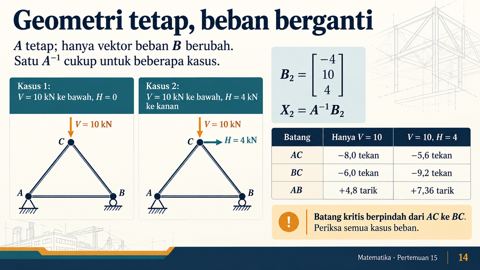 Geometri tetap, beban berganti
A tetap; hanya vektor beban B berubah.
Satu A⁻¹ cukup untuk beberapa kasus.
Kasus 1:
V = 10 kN ke bawah, H = 0
V = 10 kN
C
A
B
Kasus 2:
V = 10 kN ke bawah, H = 4 kN
ke kanan
V = 10 kN
C
H = 4 kN
A
B
B₂ = [−4
10
4]
X₂ = A⁻¹B₂
Batang Hanya V = 10 V = 10, H = 4
AC −8,0 tekan −5,6 tekan
BC −6,0 tekan −9,2 tekan
AB +4,8 tarik +7,36 tarik
!
Batang kritis berpindah dari AC ke BC.
Periksa semua kasus beban.
Matematika - Pertemuan 15 | 14